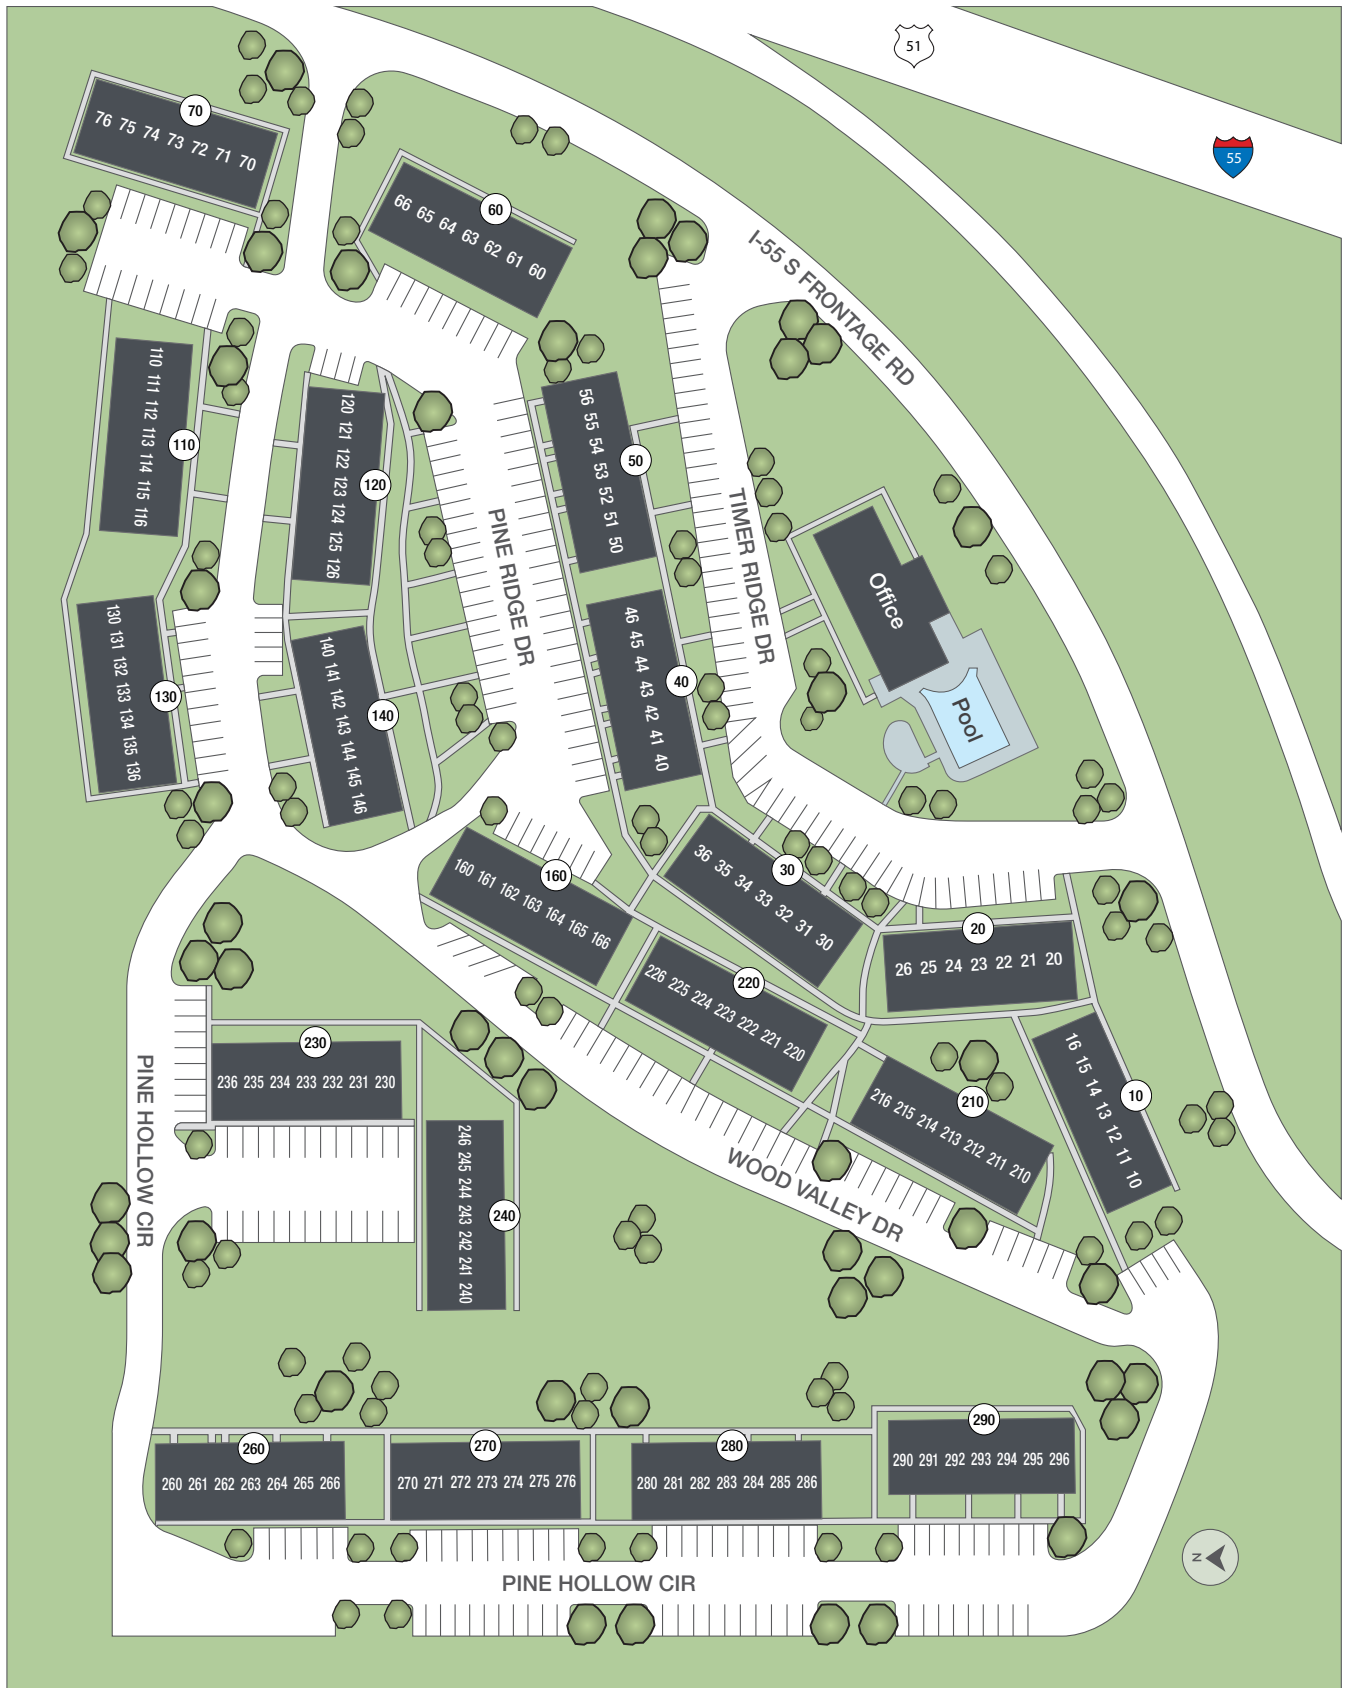 51
55
I-55 S FRONTAGE RD
70
76 75 74 73 72 71 70
60
66 65 64 63 62 61 60
110
110 111 112 113 114 115 116
120
120 121 122 123 124 125 126
50
56 55 54 53 52 51 50
PINE RIDGE DR
TIMER RIDGE DR
Office
Pool
130
130 131 132 133 134 135 136
140
140 141 142 143 144 145 146
40
46 45 44 43 42 41 40
160
160 161 162 163 164 165 166
30
36 35 34 33 32 31 30
20
26 25 24 23 22 21 20
220
226 225 224 223 222 221 220
230
236 235 234 233 232 231 230
210
216 215 214 213 212 211 210
10
16 15 14 13 12 11 10
PINE HOLLOW CIR
240
246 245 244 243 242 241 240
WOOD VALLEY DR
260
260 261 262 263 264 265 266
270
270 271 272 273 274 275 276
280
280 281 282 283 284 285 286
290
290 291 292 293 294 295 296
PINE HOLLOW CIR
N